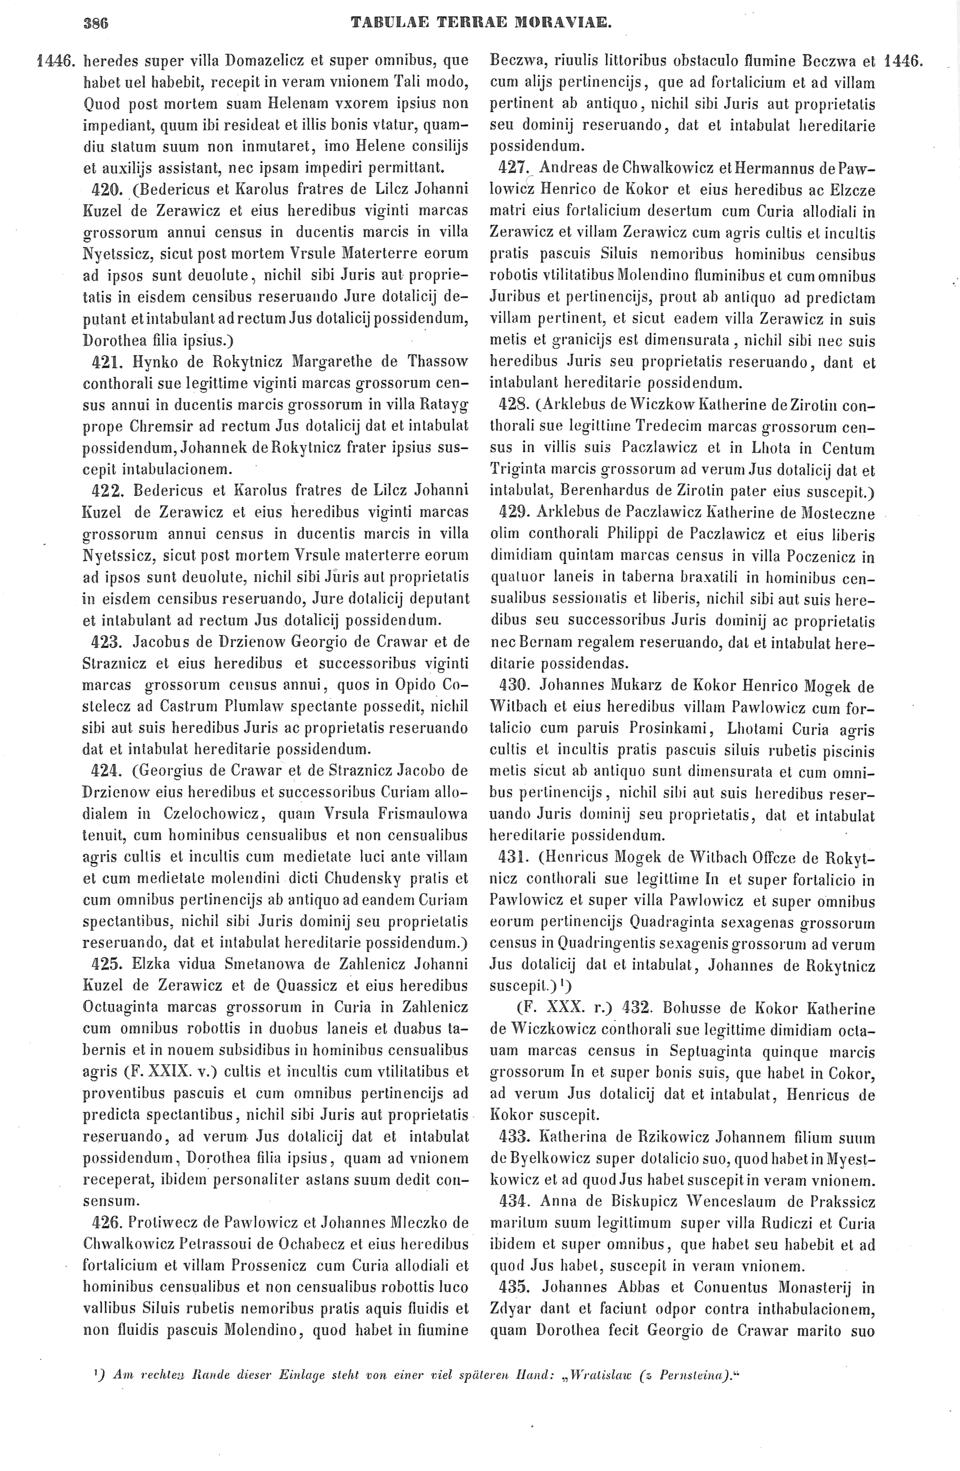 386 TABULAE TERRAE MORAVIAE.
1446. heredes super villa Domazelicz et super omnibus, que
habet uel habebit, recepit in veram vnionem Tali modo,
Quod post mortem suam Helenam vxorem ipsius non
impediant, quum ibi resideat et illis bonis vtatur, quam-
diu statum suum non inmutaret, imo Helene consilijs
et auxilijs assistant, nec ipsam impediri permittant.
420. (Bedericus et Karolus fratres de Lilcz Johanni
Kuzel de Zerawicz et eius heredibus viginti marcas
grossorum annui census in ducentis marcis in villa
Nyetssicz, sicut post mortem Vrsule Materterre eorum
ad ipsos sunt deuolute, nichil sibi Juris aut proprie-
tatis in eisdem censibus reseruando Jure dotalicij de-
putant et intabulant ad rectum Jus dotalicij possidendum,
Dorothea filia ipsius.)
421. Hynko de Rokytnicz Margarethe de Thassow
conthorali sue legittime viginti marcas grossorum cen-
sus annui in ducentis marcis grossorum in villa Ratayg
prope Chremsir ad rectum Jus dotalicij dat et intabulat
possidendum, Johannek de Rokytnicz frater ipsius sus-
cepit intabulacionem.
422. Bedericus et Karolus fratres de Lilcz Johanni
Kuzel de Zerawicz et eius heredibus viginti marcas
grossorum annui census in ducentis marcis in villa
Nyetssicz, sicut post mortem Vrsule materterre eorum
ad ipsos sunt deuolute, nichil sibi Juris aut proprietatis
in eisdem censibus reseruando, Jure dotalicij deputant
et intabulant ad rectum Jus dotalicij possidendum.
423. Jacobus de Drzienow Georgio de Crawar et de
Straznicz et eius heredibus et successoribus viginti
marcas grossorum census annui, quos in Opido Co-
stelecz ad Castrum Plumlaw spectante possedit, nichil
sibi aut suis heredibus Juris ac proprietatis reseruando
dat et intabulat hereditarie possidendum.
424. (Georgius de Crawar et de Straznicz Jacobo de
Drzienow eius heredibus et successoribus Curiam allo-
dialem in Czelochowicz, quam Vrsula Frismaulowa
tenuit, cum hominibus censualibus et non censualibus
agris cultis et incultis cum medietate luci ante villam
et cum medietate molendini dicti Chudensky pratis et
cum omnibus pertinencijs ab antiquo ad eandem Curiam
spectantibus, nichil sibi Juris dominij seu proprietatis
reseruando, dat et intabulat hereditarie possidendum.)
425. Elzka vidua Smetanowa de Zahlenicz Johanni
Kuzel de Zerawicz et de Quassicz et eius heredibus
Octuaginta marcas grossorum in Curia in Zahlenicz
cum omnibus robottis in duobus laneis et duabus ta-
bernis et in nouem subsidibus in hominibus censualibus
agris (F. XXIX. v.) cultis et incultis cum vtilitatibus et
proventibus pascuis et cum omnibus pertinencijs ad
predicta spectantibus, nichil sibi Juris aut proprietatis
reseruando, ad verum Jus dotalicij dat et intabulat
possidendum, Dorothea filia ipsius, quam ad vnionem
receperat, ibidem personaliter astans suum dedit con-
sensum.
426. Protiwecz de Pawlowicz et Johannes Mleczko de
Chwalkowicz Petrassoui de Ochabecz et eius heredibus
fortalicium et villam Prossenicz cum Curia allodiali et
hominibus censualibus et non censualibus robottis luco
vallibus Siluis rubetis nemoribus pratis aquis fluidis et
non fluidis pascuis Molendino, quod habet in fiumine
Beczwa, riuulis littoribus obstaculo flumine Beczwa et 1446.
cum alijs pertinencijs, que ad fortalicium et ad villam
pertinent ab antiquo, nichil sibi Juris aut proprietatis
seu dominij reseruando, dat et intabulat hereditarie
possidendum.
427. Andreas de Chwalkowicz et Hermannus de Paw-
lowicz Henrico de Kokor et eius heredibus ac Elzcze
matri eius fortalicium desertum cum Curia allodiali in
Zerawicz et villam Zerawicz cum agris cultis et incultis
pratis pascuis Siluis nemoribus hominibus censibus
robotis vtilitatibus Molendino fluminibus et cum omnibus
Juribus et pertinencijs, prout ab antiquo ad predictam
villam pertinent, et sicut eadem villa Zerawicz in suis
metis et granicijs est dimensurata, nichil sibi nec suis
heredibus Juris seu proprietatis reseruando, dant et
intabulant hereditarie possidendum.
428. (Arklebus de Wiczkow Katherine de Zirotin con-
thorali sue legittime Tredecim marcas grossorum cen-
sus in villis suis Paczlawicz et in Lhota in Centum
Triginta marcis grossorum ad verum Jus dotalicij dat et
intabulat, Berenhardus de Zirotin pater eius suscepit.)
429. Arklebus de Paczlawicz Katherine de Mosteczne
olim conthorali Philippi de Paczlawicz et eius liberis
dimidiam quintam marcas census in villa Poczenicz in
quatuor laneis in taberna braxatili in hominibus cen-
sualibus sessionatis et liberis, nichil sibi aut suis here-
dibus seu successoribus Juris dominij ac proprietatis
nec Bernam regalem reseruando, dat et intabulat here-
ditarie possidendas.
430. Johannes Mukarz de Kokor Henrico Mogek de
Witbach et eius heredibus villam Pawlowicz cum for-
talicio cum paruis Prosinkami, Lhotami Curia agris
cultis et incultis pratis pascuis siluis rubetis piscinis
metis sicut ab antiquo sunt dimensurata et cum omni-
bus pertinencijs, nichil sibi aut suis heredibus reser-
uando Juris dominij seu proprietatis, dat et intabulat
hereditarie possidendum.
431. (Henricus Mogek de Witbach Offcze de Rokyt-
nicz conthorali sue legittime In et super fortalicio in
Pawlowicz et super villa Pawlowicz et super omnibus
eorum pertinencijs Quadraginta sexagenas grossorum
census in Quadringentis sexagenis grossorum ad verum
Jus dotalicij dat et intabulat, Johannes de Rokytnicz
suscepit.) ¹)
(F. XXX. r.) 432. Bohusse de Kokor Katherine
de Wiczkowicz conthorali sue legittime dimidiam octa-
uam marcas census in Septuaginta quinque marcis
grossorum In et super bonis suis, que habet in Cokor,
ad verum Jus dotalicij dat et intabulat, Henricus de
Kokor suscepit.
433. Katherina de Rzikowicz Johannem filium suum
de Byelkowicz super dotalicio suo, quod habet in Myest-
kowicz et ad quod Jus habet suscepit in veram vnionem.
434. Anna de Biskupicz Wenceslaum de Prakssicz
maritum suum legittimum super villa Rudiczi et Curia
ibidem et super omnibus, que habet seu habebit et ad
quod Jus habet, suscepit in veram vnionem.
435. Johannes Abbas et Conuentus Monasterij in
Zdyar dant et faciunt odpor contra inthabulacionem,
quam Dorothea fecit Georgio de Crawar marito suo
¹) Am rechten Rande dieser Einlage steht von einer viel späteren Hand: „Wratislaw (z Pernsteina)."